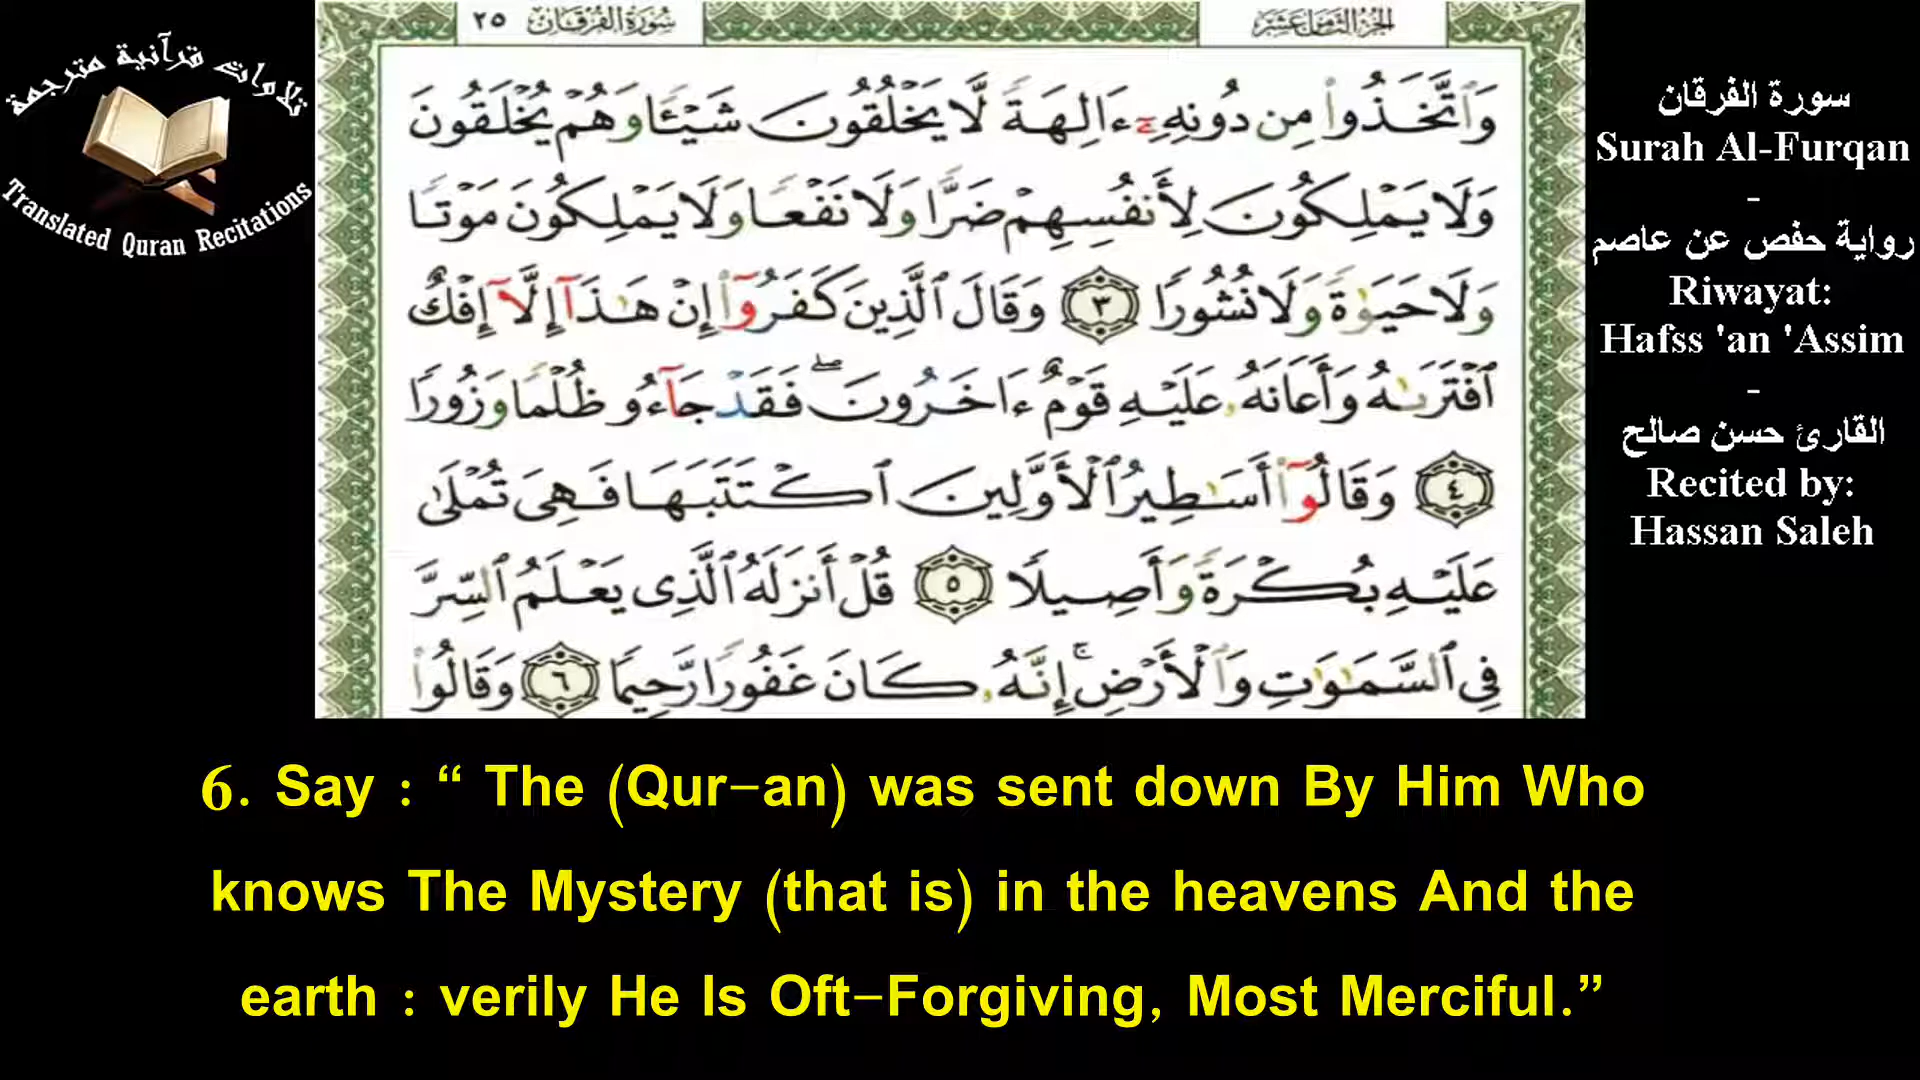 تلاوات قرآنية مترجمة
Translated Quran Recitations
الجزء الثامن عشر
سورة الفرقان ٢٥
وَٱتَّخَذُوا۟ مِن دُونِهِۦٓ ءَالِهَةً لَّا يَخْلُقُونَ شَيْـًٔا وَهُمْ يُخْلَقُونَ
وَلَا يَمْلِكُونَ لِأَنفُسِهِمْ ضَرًّا وَلَا نَفْعًا وَلَا يَمْلِكُونَ مَوْتًا
وَلَا حَيَوٰةً وَلَا نُشُورًا ٣ وَقَالَ ٱلَّذِينَ كَفَرُوٓا۟ إِنْ هَـٰذَآ إِلَّآ إِفْكٌ
ٱفْتَرَىٰهُ وَأَعَانَهُۥ عَلَيْهِ قَوْمٌ ءَاخَرُونَ ۖ فَقَدْ جَآءُو ظُلْمًا وَزُورًا
٤ وَقَالُوٓا۟ أَسَـٰطِيرُ ٱلْأَوَّلِينَ ٱكْتَتَبَهَا فَهِىَ تُمْلَىٰ
عَلَيْهِ بُكْرَةً وَأَصِيلًا ٥ قُلْ أَنزَلَهُ ٱلَّذِى يَعْلَمُ ٱلسِّرَّ
فِى ٱلسَّمَـٰوَٰتِ وَٱلْأَرْضِ ۚ إِنَّهُۥ كَانَ غَفُورًا رَّحِيمًا ٦ وَقَالُوا۟
سورة الفرقان
Surah Al-Furqan
-
رواية حفص عن عاصم
Riwayat:
Hafss 'an 'Assim
-
القارئ حسن صالح
Recited by:
Hassan Saleh
6. Say : “ The (Qur-an) was sent down By Him Who
knows The Mystery (that is) in the heavens And the
earth : verily He Is Oft-Forgiving, Most Merciful.”